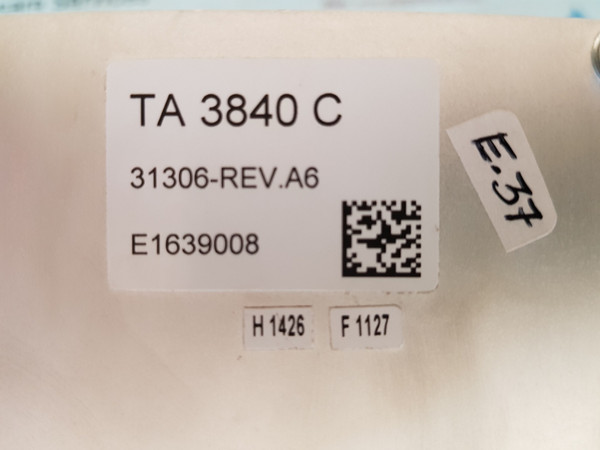 TA 3840 C
31306-REV.A6
E1639008
E.37
H 1426
F 1127